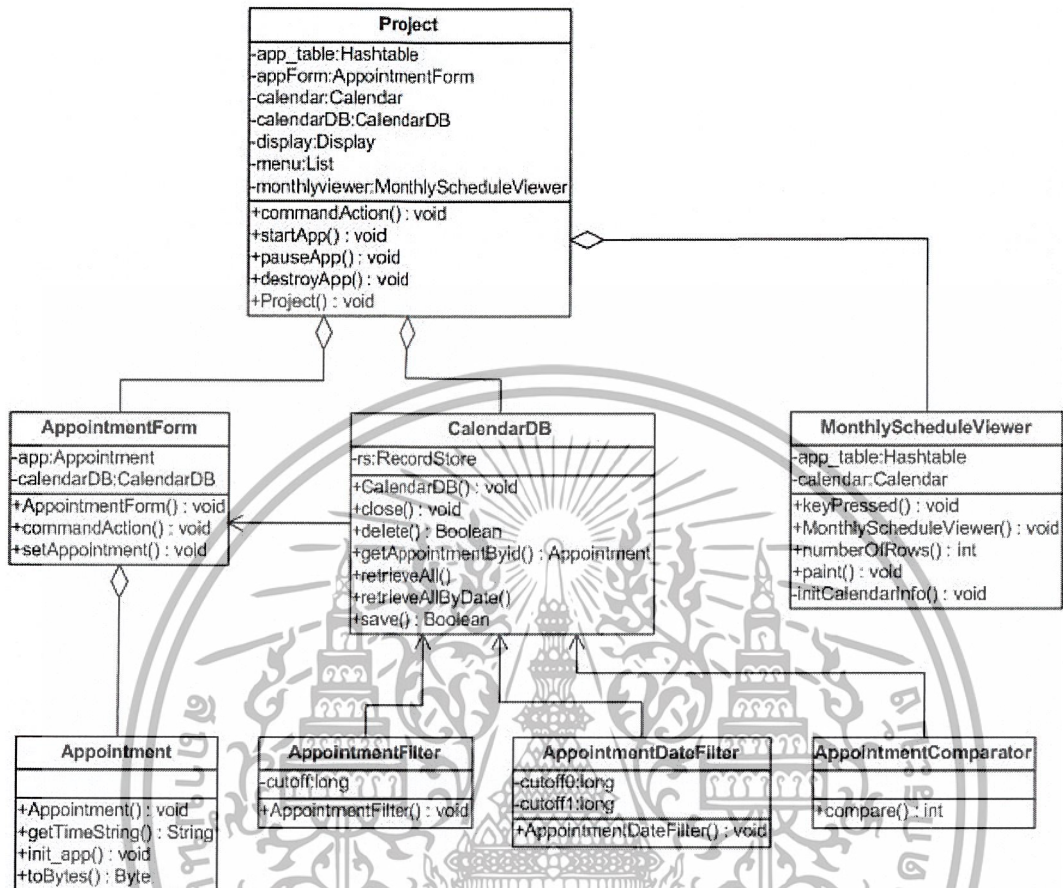 Project
-app_table:Hashtable
-appForm:AppointmentForm
-calendar:Calendar
-calendarDB:CalendarDB
-display:Display
-menu:List
-monthlyviewer:MonthlyScheduleViewer
+commandAction() : void
+startApp() : void
+pauseApp() : void
+destroyApp() : void
+Project() : void
AppointmentForm
-app:Appointment
-calendarDB:CalendarDB
+AppointmentForm() : void
+commandAction() : void
+setAppointment() : void
CalendarDB
-rs:RecordStore
+CalendarDB() : void
+close() : void
+delete() : Boolean
+getAppointmentByid() : Appointment
+retrieveAll()
+retrieveAllByDate()
+save() : Boolean
MonthlyScheduleViewer
-app_table:Hashtable
-calendar:Calendar
+keyPressed() : void
+MonthlyScheduleViewer() : void
+numberOfRows() : int
+paint() : void
-initCalendarInfo() : void
Appointment
+Appointment() : void
+getTimeString() : String
+init_app() : void
+toBytes() : Byte
AppointmentFilter
-cutoff:long
+AppointmentFilter() : void
AppointmentDateFilter
-cutoff0:long
-cutoff1:long
+AppointmentDateFilter() : void
AppointmentComparator
+compare() : int